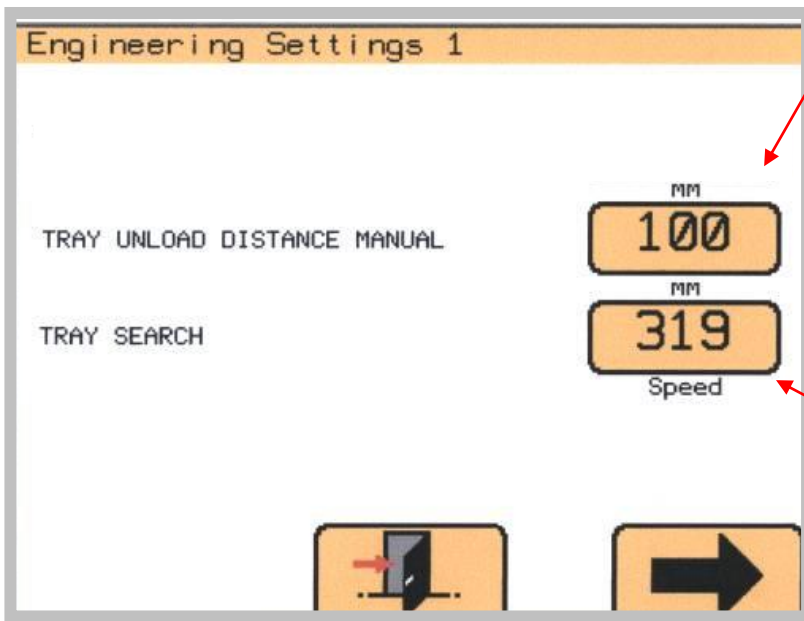 Engineering Settings 1
MM
TRAY UNLOAD DISTANCE MANUAL
100
MM
TRAY SEARCH
319
Speed